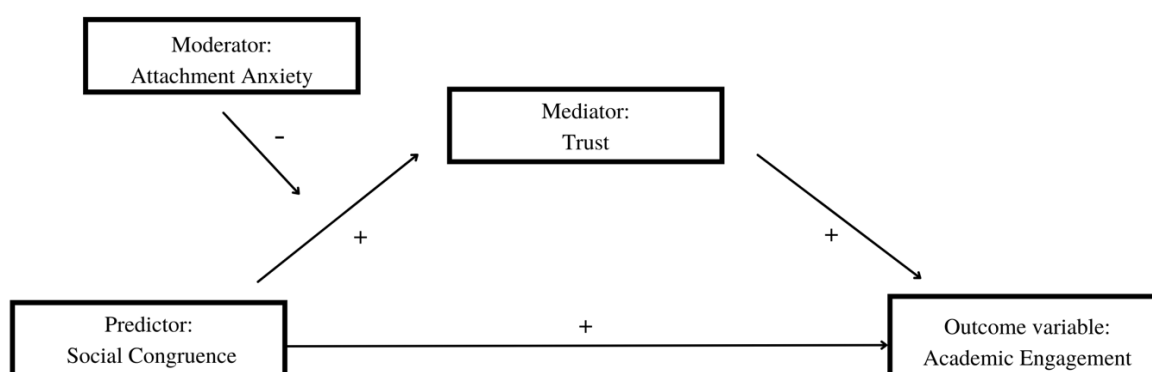 Moderator:
Attachment Anxiety
-
Mediator:
Trust
+
+
Predictor:
Social Congruence
+
Outcome variable:
Academic Engagement